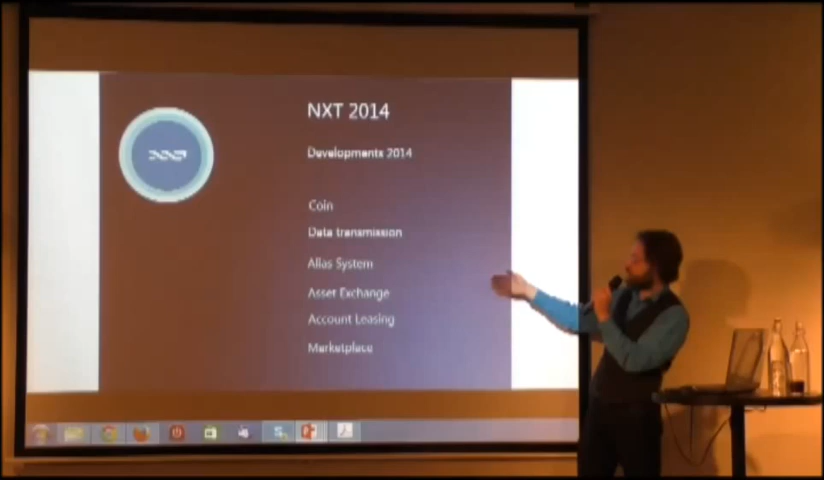 NXT 2014
Developments 2014
Coin
Data transmission
Alias System
Asset Exchange
Account Leasing
Marketplace